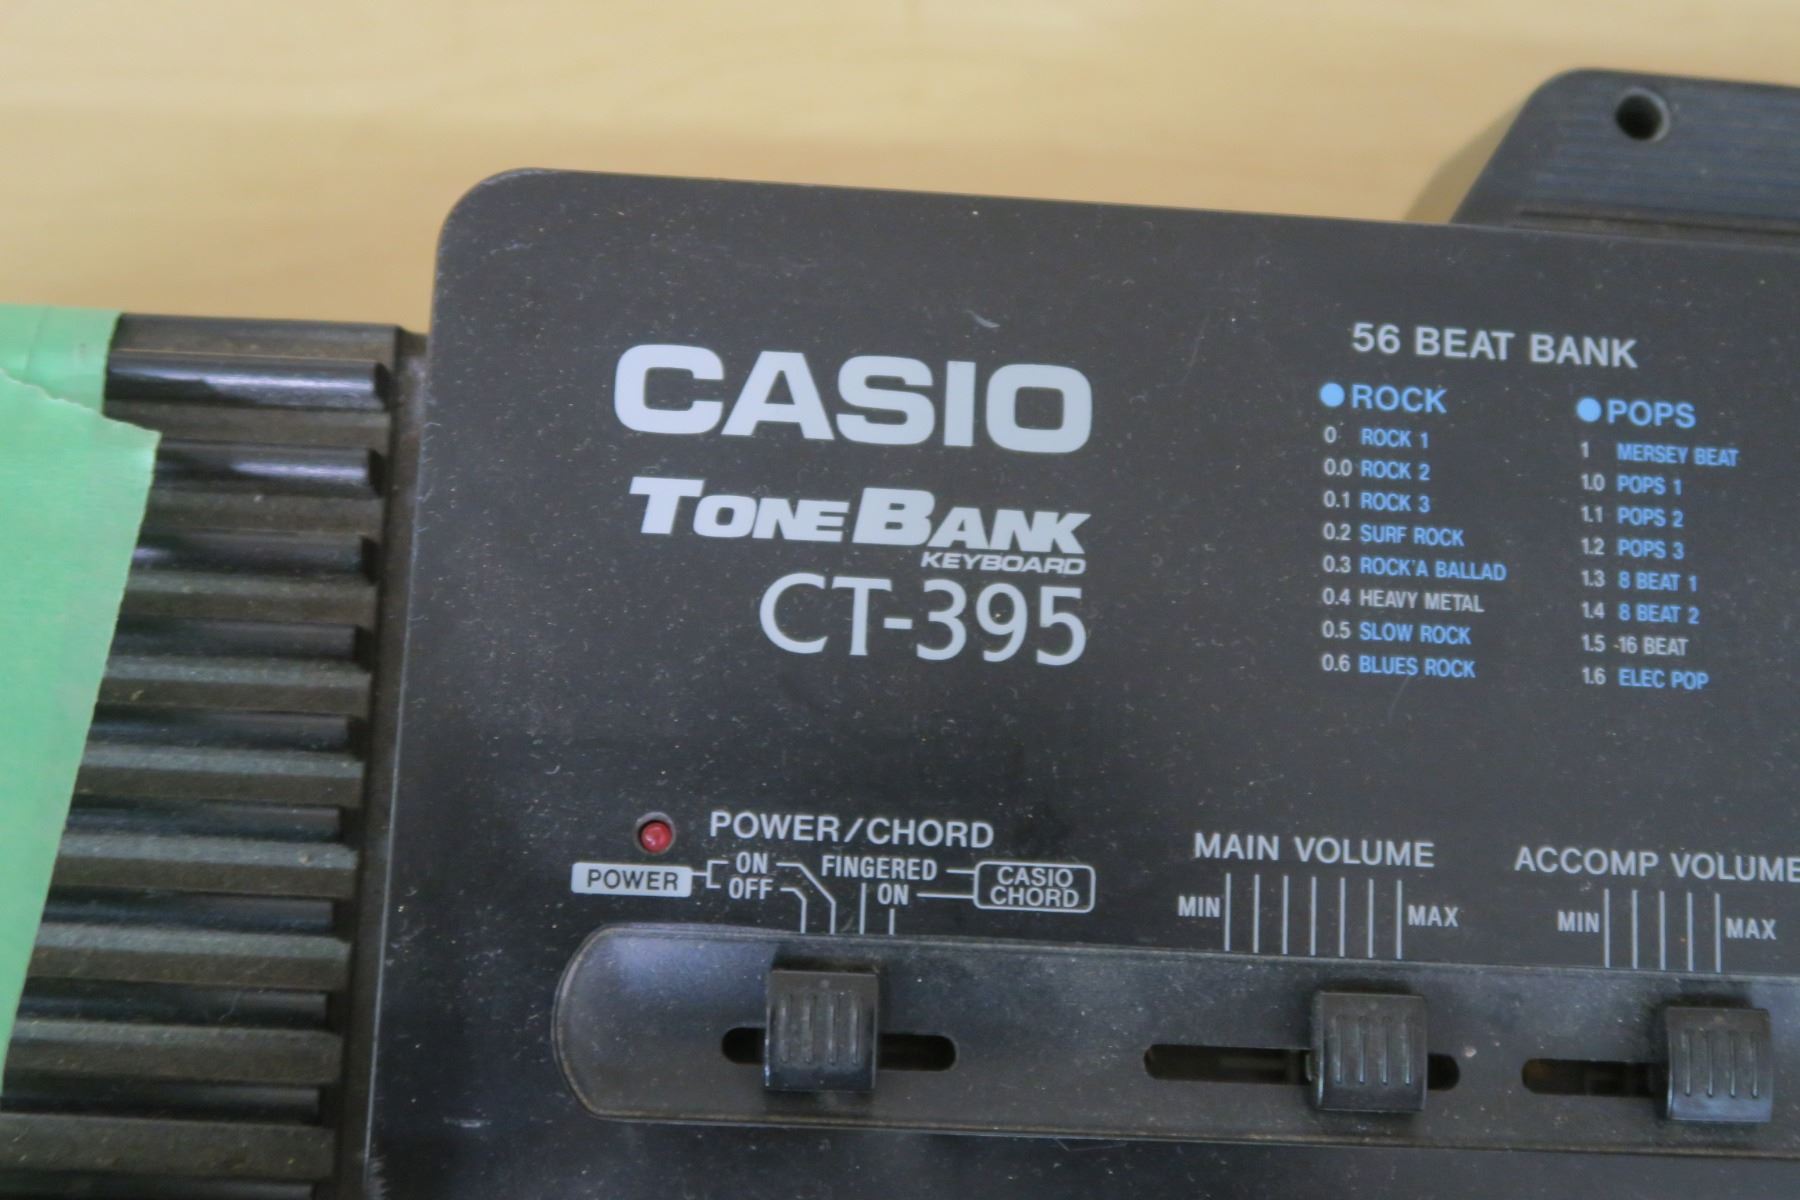 CASIO
TONEBANK
KEYBOARD
CT-395
56 BEAT BANK
ROCK
0 ROCK 1
0.0 ROCK 2
0.1 ROCK 3
0.2 SURF ROCK
0.3 ROCK'A BALLAD
0.4 HEAVY METAL
0.5 SLOW ROCK
0.6 BLUES ROCK
POPS
1 MERSEY BEAT
1.0 POPS 1
1.1 POPS 2
1.2 POPS 3
1.3 8 BEAT 1
1.4 8 BEAT 2
1.5 16 BEAT
1.6 ELEC POP
POWER/CHORD
POWER
ON
OFF
FINGERED
ON
CASIO
CHORD
MAIN VOLUME
MIN MAX
ACCOMP VOLUME
MIN MAX